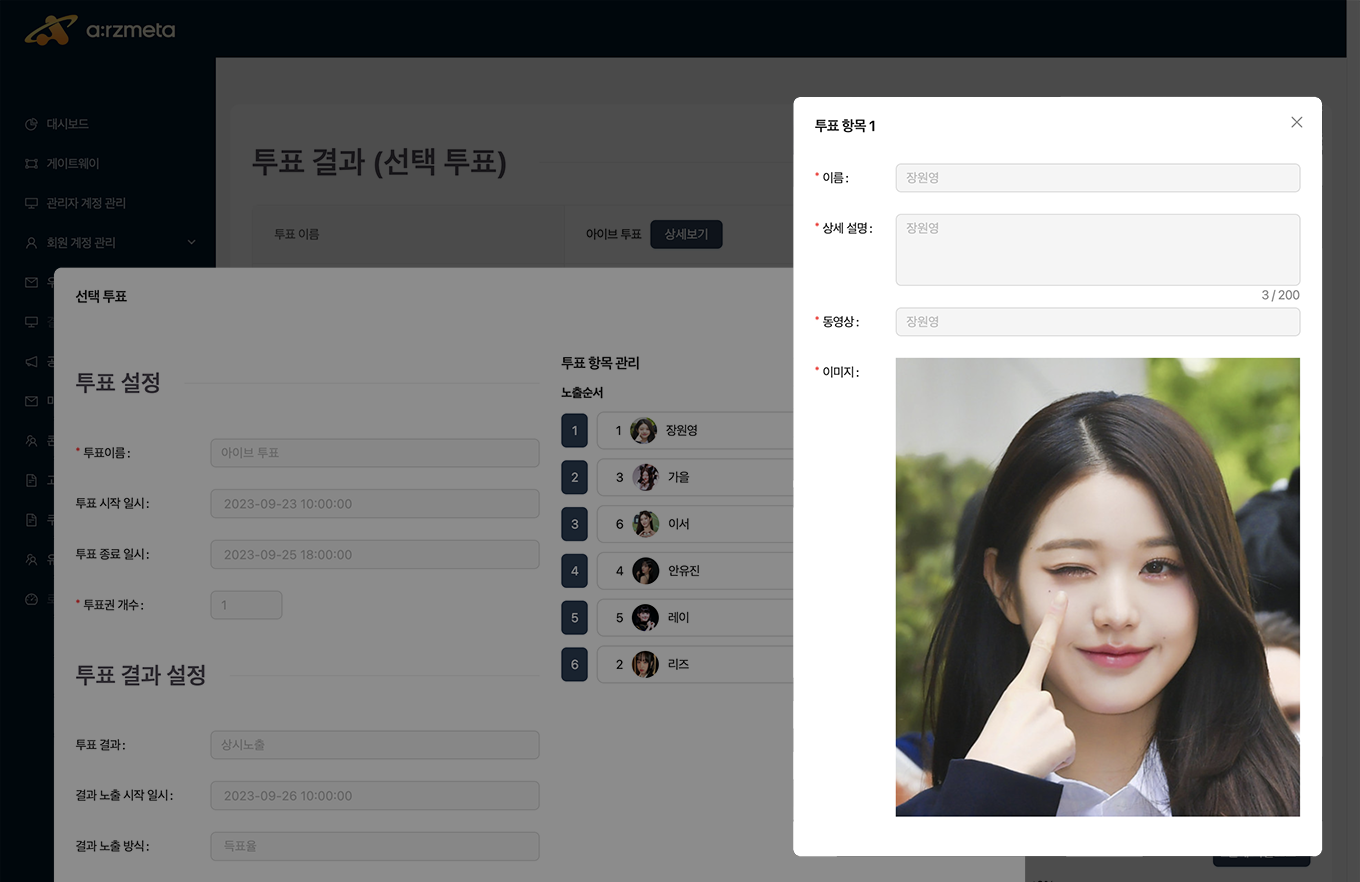 a:rzmeta
대시보드
게이트웨이
관리자 계정 관리
회원 계정 관리
투표 결과 (선택 투표)
투표 이름
아이브 투표 상세보기
선택 투표
투표 설정
* 투표이름 :
아이브 투표
투표 시작 일시 :
2023-09-23 10:00:00
투표 종료 일시 :
2023-09-25 18:00:00
* 투표권 개수 :
1
투표 결과 설정
투표 결과 :
상시노출
결과 노출 시작 일시 :
2023-09-26 10:00:00
결과 노출 방식 :
득표율
투표 항목 관리
노출순서
1 1 장원영
2 3 가을
3 6 이서
4 4 안유진
5 5 레이
6 2 리즈
투표 항목 1
* 이름 :
장원영
* 상세 설명 :
장원영
3 / 200
* 동영상 :
장원영
* 이미지 :